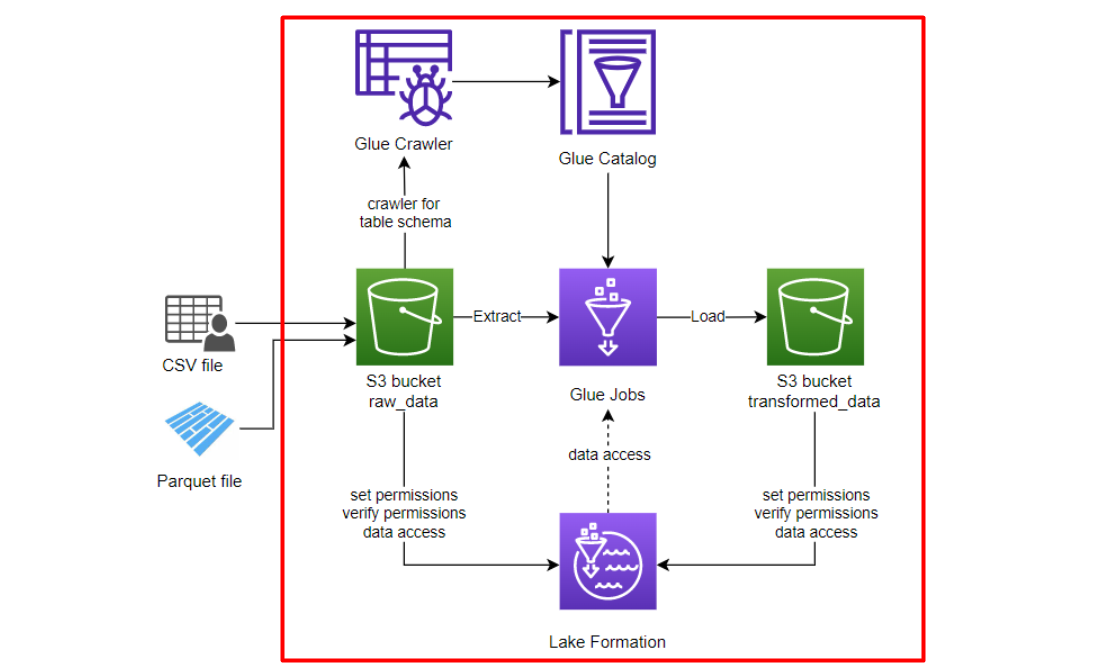 Glue Crawler
Glue Catalog
crawler for
table schema
CSV file
Parquet file
S3 bucket
raw_data
Extract
Glue Jobs
Load
S3 bucket
transformed_data
data access
set permissions
verify permissions
data access
set permissions
verify permissions
data access
Lake Formation